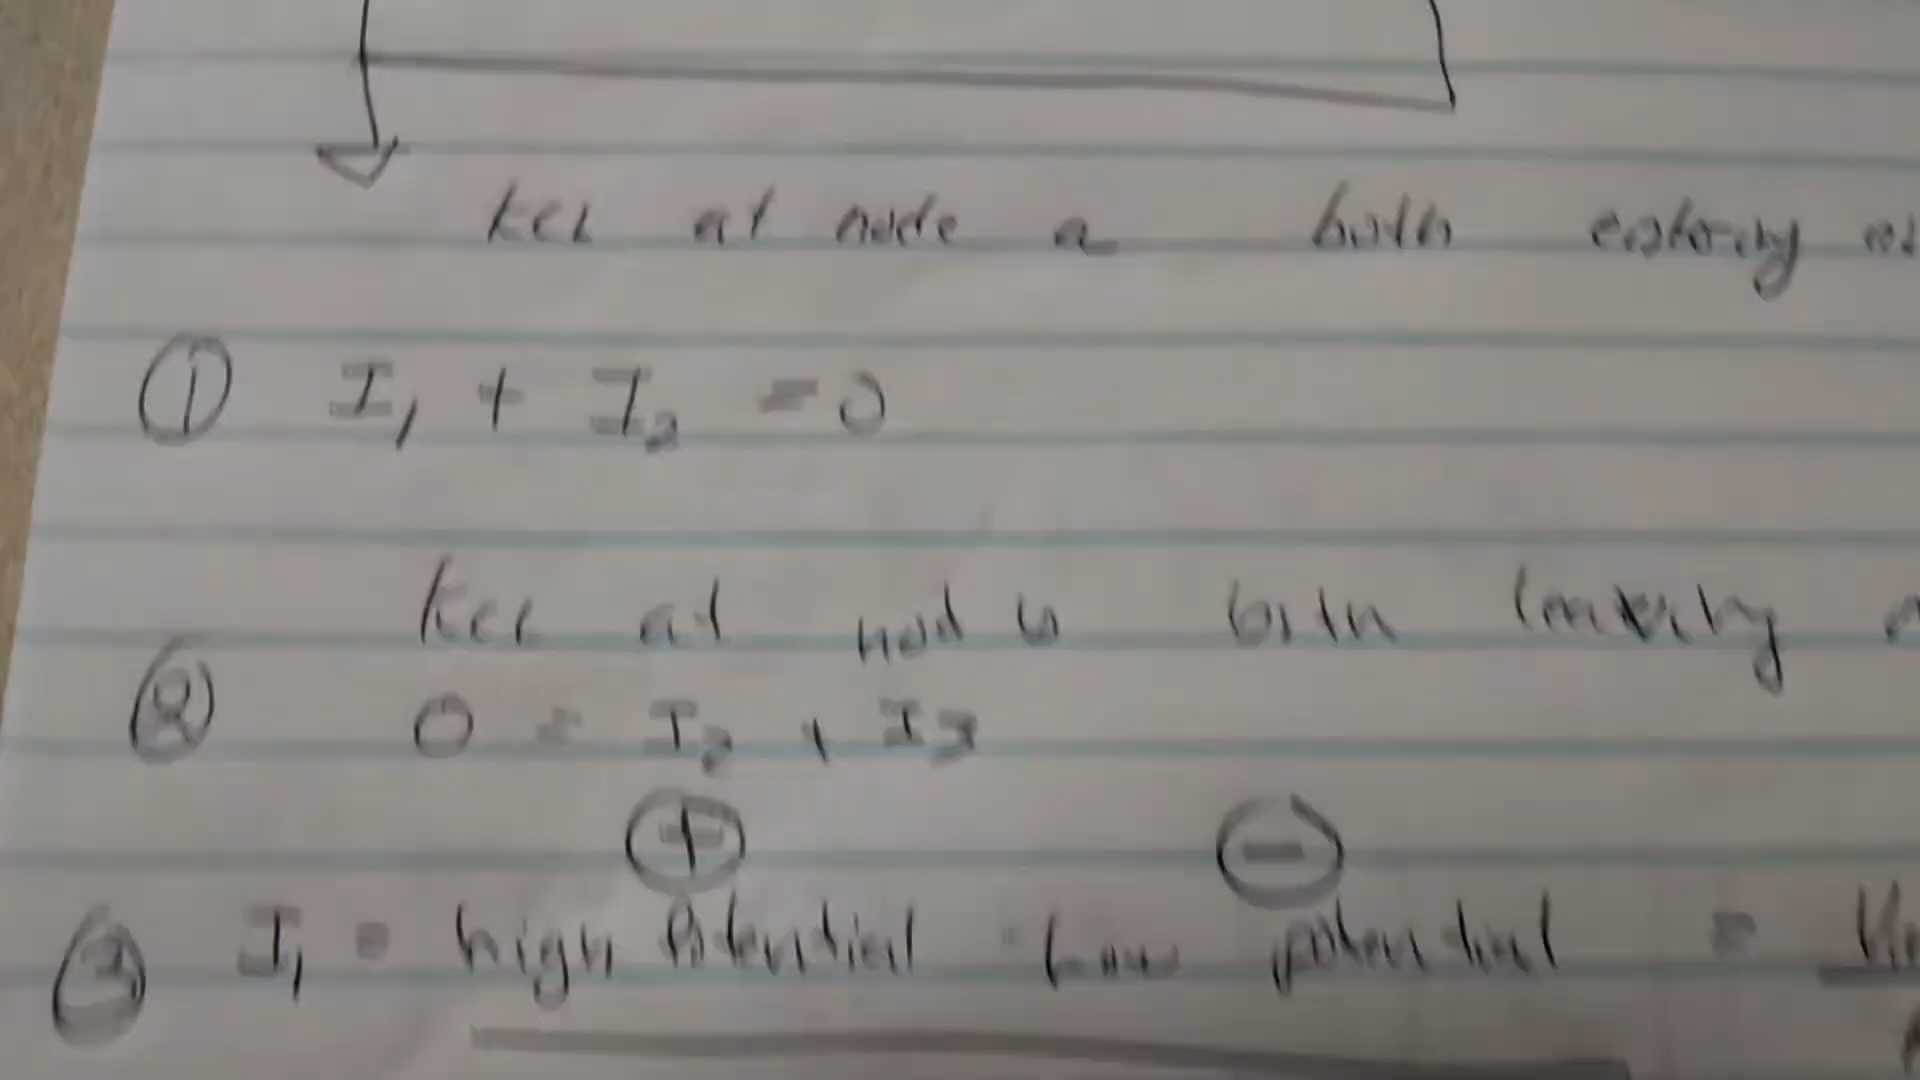 KCL at node a both entering
① I₁ + I₂ = 0
KCL at nod b both leaving
② 0 = I₂ + I₃
⊕ ⊖
③ I₁ = high potential - low potential =